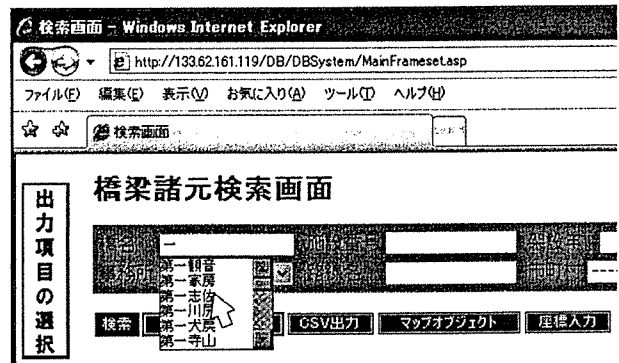 検索画面 - Windows Internet Explorer
http://133.62.161.119/DB/DBSystem/MainFrameset.asp
ファイル(F) 編集(E) 表示(V) お気に入り(A) ツール(T) ヘルプ(H)
検索画面
出力項目の選択
橋梁諸元検索画面
一
第一観音
第一家房
第一志佐
第一川房
第一犬戻
第一寺山
検索
CSV出力
マップオブジェクト
座標入力